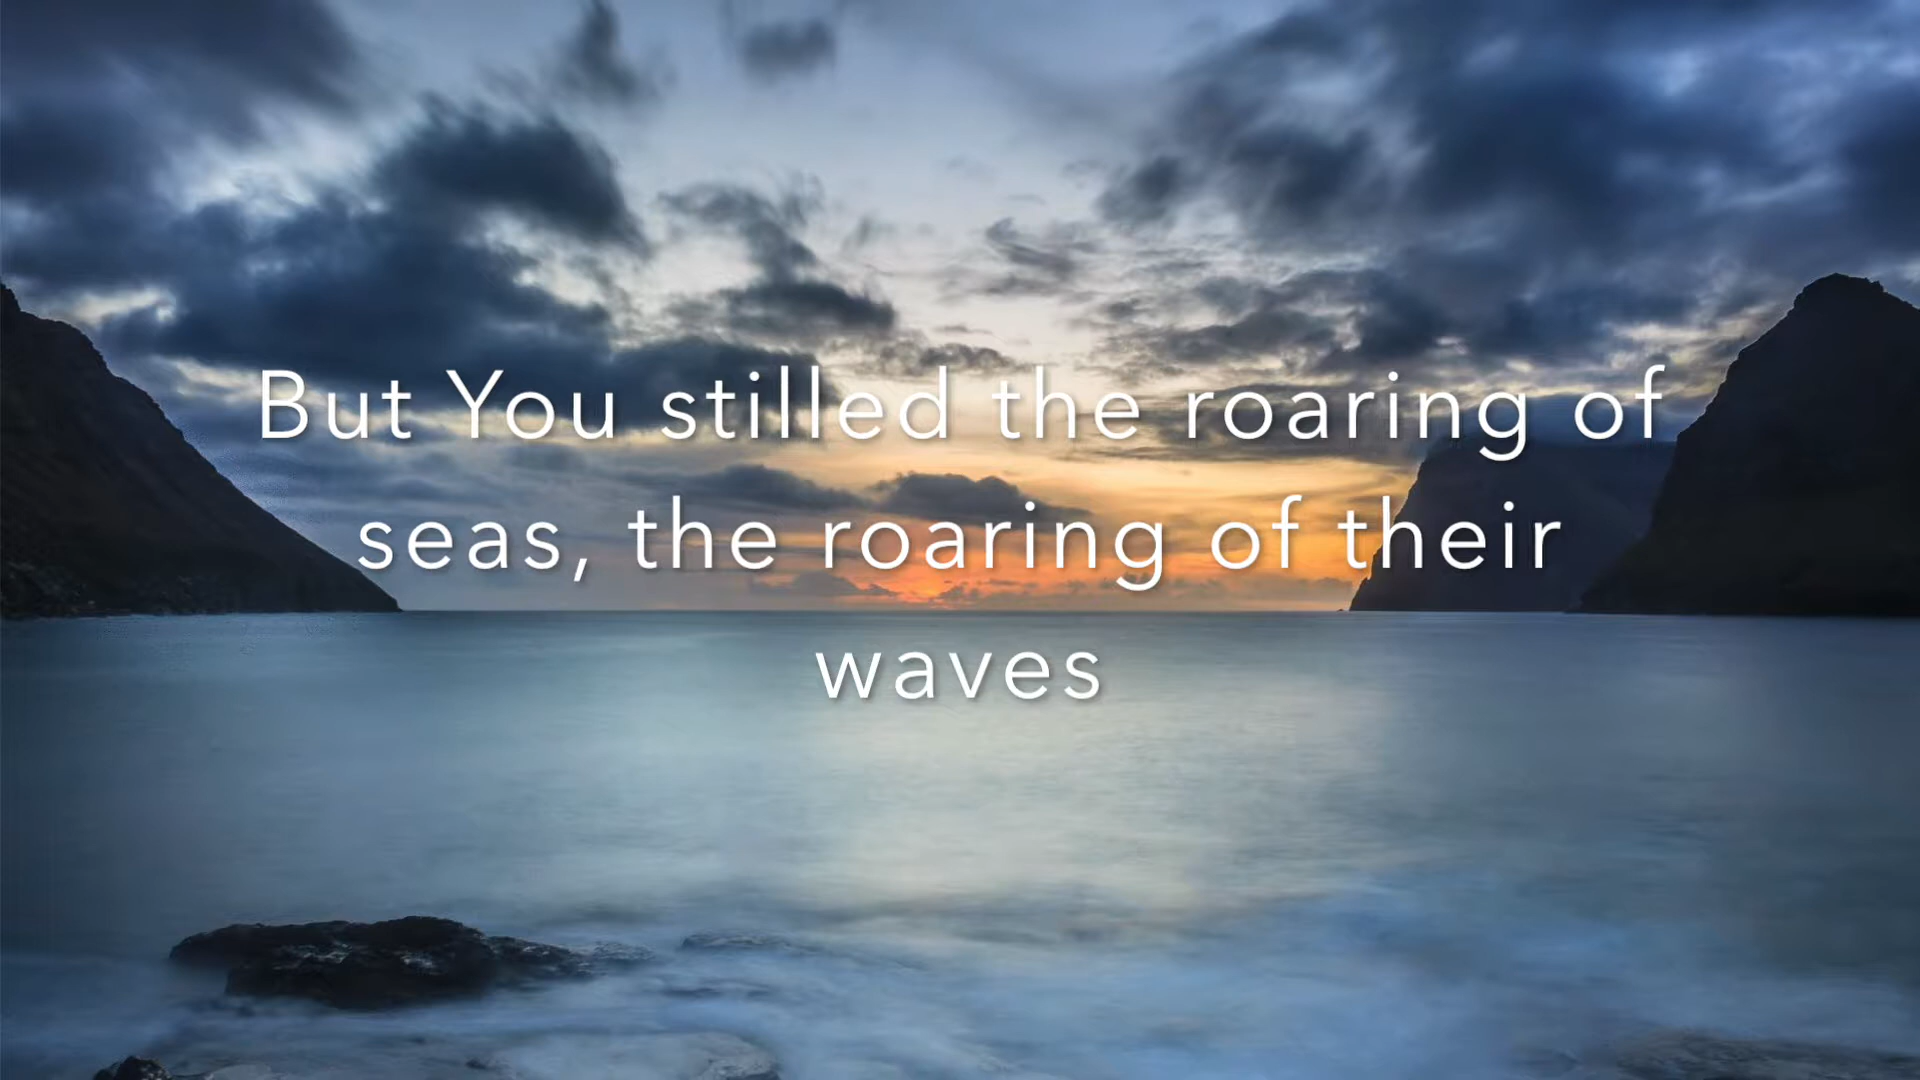 But You stilled the roaring of
seas, the roaring of their
waves